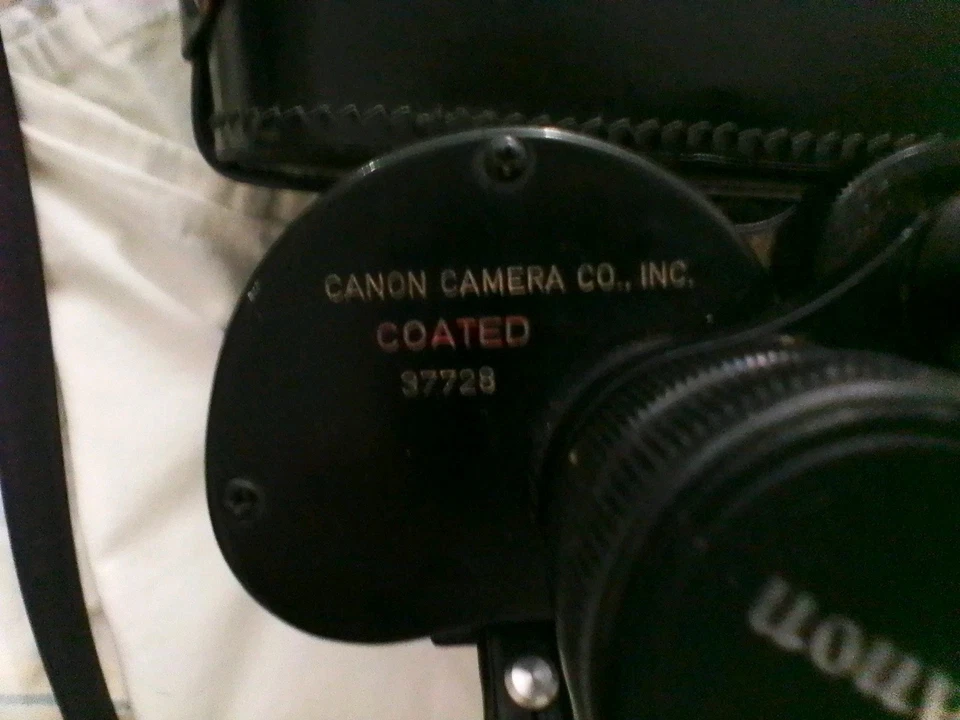 CANON CAMERA CO., INC.
COATED
37728